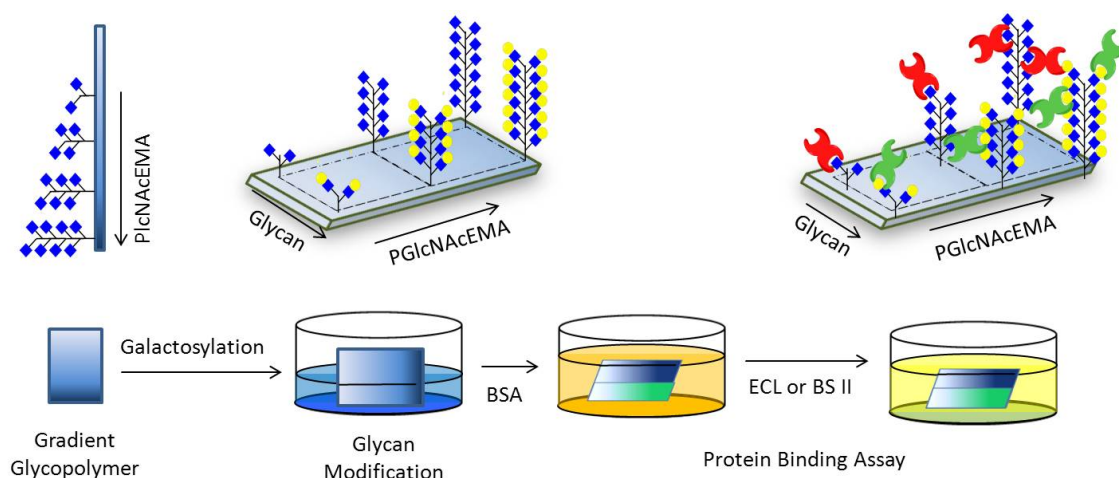 PlcNAcEMA
Glycan
PGlcNAcEMA
Glycan
PGlcNAcEMA
Galactosylation
BSA
ECL or BS II
Gradient
Glycopolymer
Glycan
Modification
Protein Binding Assay